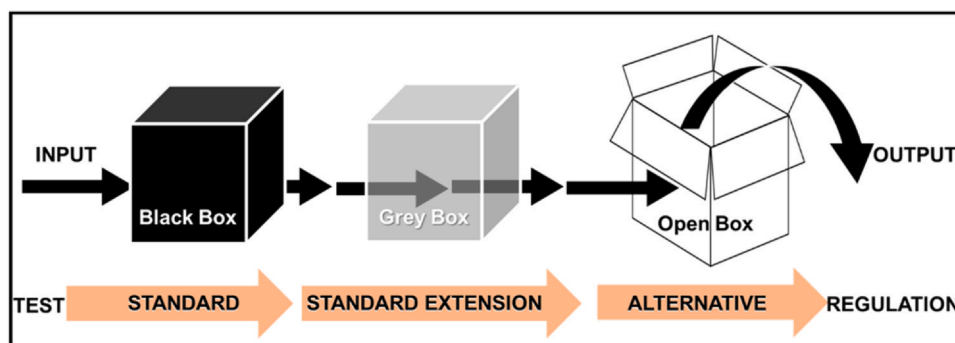 INPUT
Black Box
Grey Box
Open Box
OUTPUT
TEST
STANDARD
STANDARD EXTENSION
ALTERNATIVE
REGULATION